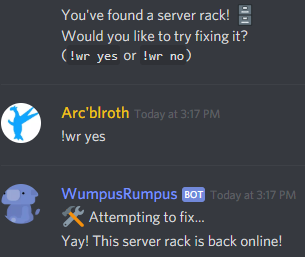 You've found a server rack! 🗄️
Would you like to try fixing it?
(!wr yes or !wr no)
Arc'blroth Today at 3:17 PM
!wr yes
WumpusRumpus BOT Today at 3:17 PM
🛠️ Attempting to fix...
Yay! This server rack is back online!